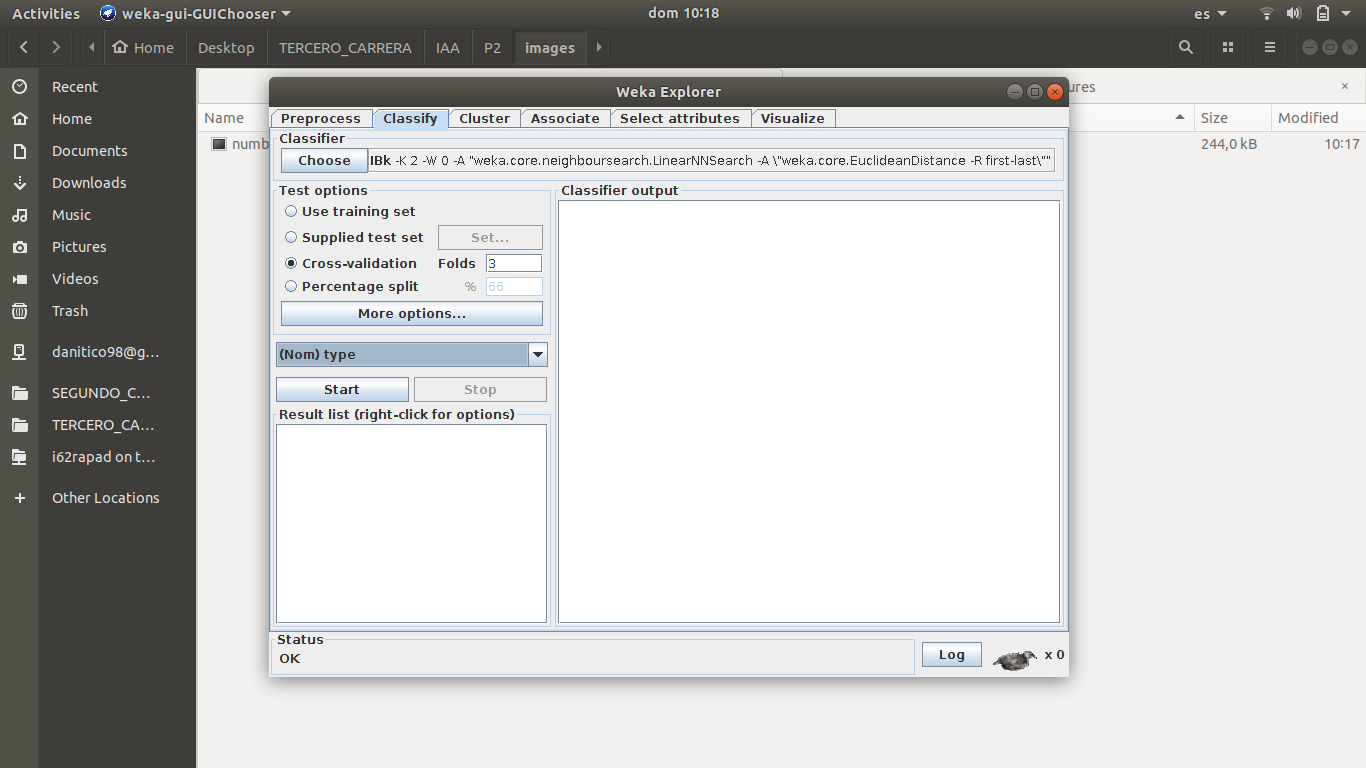 Activities weka-gui-GUIChooser dom 10:18 es
Home Desktop TERCERO_CARRERA IAA P2 images
Recent
Home
Documents
Downloads
Music
Pictures
Videos
Trash
danitico98@g...
SEGUNDO_C...
TERCERO_CA...
i62rapad on t...
Other Locations
ures
Name Size Modified
numb 244,0 kB 10:17
Weka Explorer
Preprocess Classify Cluster Associate Select attributes Visualize
Classifier
Choose IBk -K 2 -W 0 -A "weka.core.neighboursearch.LinearNNSearch -A \"weka.core.EuclideanDistance -R first-last\""
Test options
Use training set
Supplied test set Set...
Cross-validation Folds 3
Percentage split % 66
More options...
(Nom) type
Start Stop
Result list (right-click for options)
Classifier output
Status
OK
Log x 0